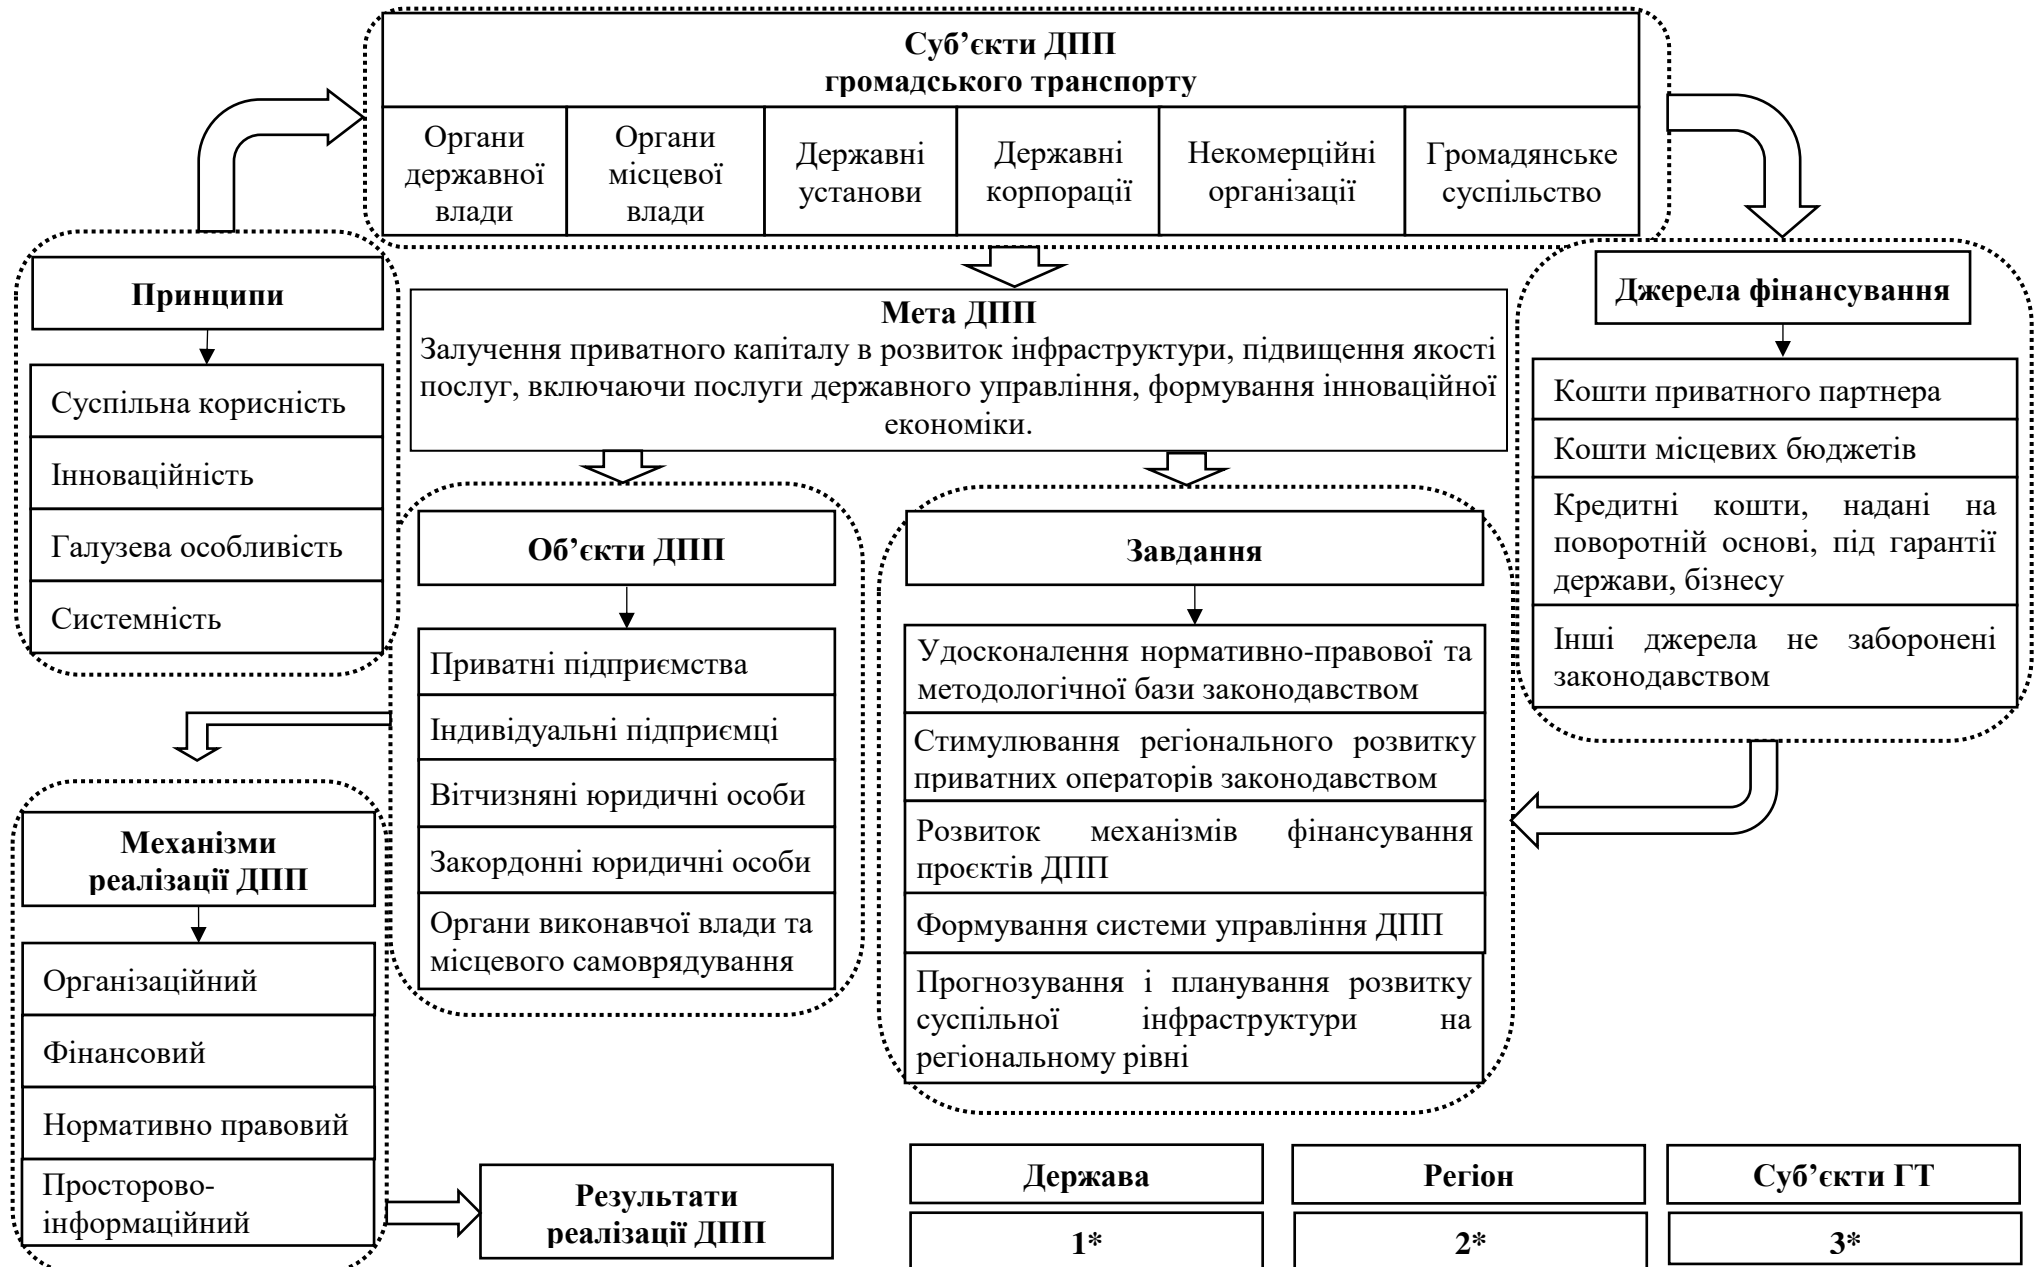 Суб’єкти ДПП
громадського транспорту
Органи
державної
влади
Органи
місцевої
влади
Державні
установи
Державні
корпорації
Некомерційні
організації
Громадянське
суспільство
Принципи
Суспільна корисність
Інноваційність
Галузева особливість
Системність
Мета ДПП
Залучення приватного капіталу в розвиток інфраструктури, підвищення якості
послуг, включаючи послуги державного управління, формування інноваційної
економіки.
Джерела фінансування
Кошти приватного партнера
Кошти місцевих бюджетів
Кредитні кошти, надані на
поворотній основі, під гарантії
держави, бізнесу
Інші джерела не заборонені
законодавством
Об’єкти ДПП
Приватні підприємства
Індивідуальні підприємці
Вітчизняні юридичні особи
Закордонні юридичні особи
Органи виконавчої влади та
місцевого самоврядування
Завдання
Удосконалення нормативно-правової та
методологічної бази законодавством
Стимулювання регіонального розвитку
приватних операторів законодавством
Розвиток механізмів фінансування
проєктів ДПП
Формування системи управління ДПП
Прогнозування і планування розвитку
суспільної інфраструктури на
регіональному рівні
Механізми
реалізації ДПП
Організаційний
Фінансовий
Нормативно правовий
Просторово-
інформаційний
Результати
реалізації ДПП
Держава
1*
Регіон
2*
Суб’єкти ГТ
3*